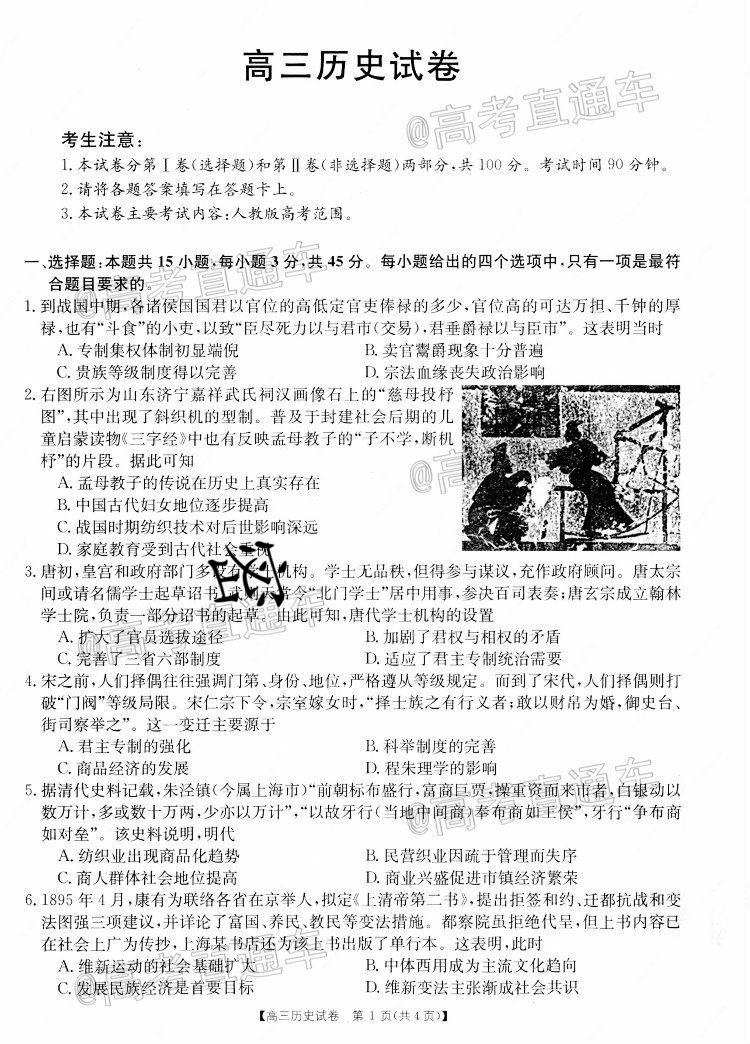 高三历史试卷
考生注意:
1.本试卷分第Ⅰ卷(选择题)和第Ⅱ卷(非选择题)两部分,共100分。考试时间90分钟。
2.请将各题答案填写在答题卡上。
3.本试卷主要考试内容:人教版高考范围。
一、选择题:本题共15小题,每小题3分,共45分。每小题给出的四个选项中,只有一项是最符
合题目要求的。
1.到战国中期,各诸侯国国君以官位的高低定官吏俸禄的多少,官位高的可达万担、千钟的厚
禄,也有“斗食”的小吏,以致“臣尽死力以与君市(交易),君垂爵禄以与臣市”。这表明当时
A.专制集权体制初显端倪 B.卖官鬻爵现象十分普遍
C.贵族等级制度得以完善 D.宗法血缘丧失政治影响
2.右图所示为山东济宁嘉祥武氏祠汉画像石上的“慈母投杼
图”,其中出现了斜织机的型制。普及于封建社会后期的儿
童启蒙读物《三字经》中也有反映孟母教子的“子不学,断机
杼”的片段。据此可知
A.孟母教子的传说在历史上真实存在
B.中国古代妇女地位逐步提高
C.战国时期纺织技术对后世影响深远
D.家庭教育受到古代社会重视
3.唐初,皇宫和政府部门多设有学士机构。学士无品秩,但得参与谋议,充作政府顾问。唐太宗
间或请名儒学士起草诏书,武则天常令“北门学士”居中用事,参决百司表奏;唐玄宗成立翰林
学士院,负责一部分诏书的起草。由此可知,唐代学士机构的设置
A.扩大了官员选拔途径 B.加剧了君权与相权的矛盾
C.完善了三省六部制度 D.适应了君主专制统治需要
4.宋之前,人们择偶往往强调门第、身份、地位,严格遵从等级规定。而到了宋代,人们择偶则打
破“门阀”等级局限。宋仁宗下令,宗室嫁女时,“择士族之有行义者;敢以财帛为婚,御史台、
街司察举之”。这一变迁主要源于
A.君主专制的强化 B.科举制度的完善
C.商品经济的发展 D.程朱理学的影响
5.据清代史料记载,朱泾镇(今属上海市)“前朝标布盛行,富商巨贾,操重资而来市者,白银动以
数万计,多或数十万两,少亦以万计”,“以故牙行(当地中间商)奉布商如王侯”,牙行“争布商
如对垒”。该史料说明,明代
A.纺织业出现商品化趋势 B.民营织业因疏于管理而失序
C.商人群体社会地位提高 D.商业兴盛促进市镇经济繁荣
6.1895年4月,康有为联络各省在京举人,拟定《上清帝第二书》,提出拒签和约、迁都抗战和变
法图强三项建议,并详论了富国、养民、教民等变法措施。都察院虽拒绝代呈,但上书内容已
在社会上广为传抄,上海某书店还为该上书出版了单行本。这表明,此时
A.维新运动的社会基础扩大 B.中体西用成为主流文化趋向
C.发展民族经济是首要目标 D.维新变法主张渐成社会共识
【高三历史试卷 第1页(共4页)】
@高考直通车
@高考直通车
@高考直通车
@高考直通车
@高考直通车
@高考直通车
密